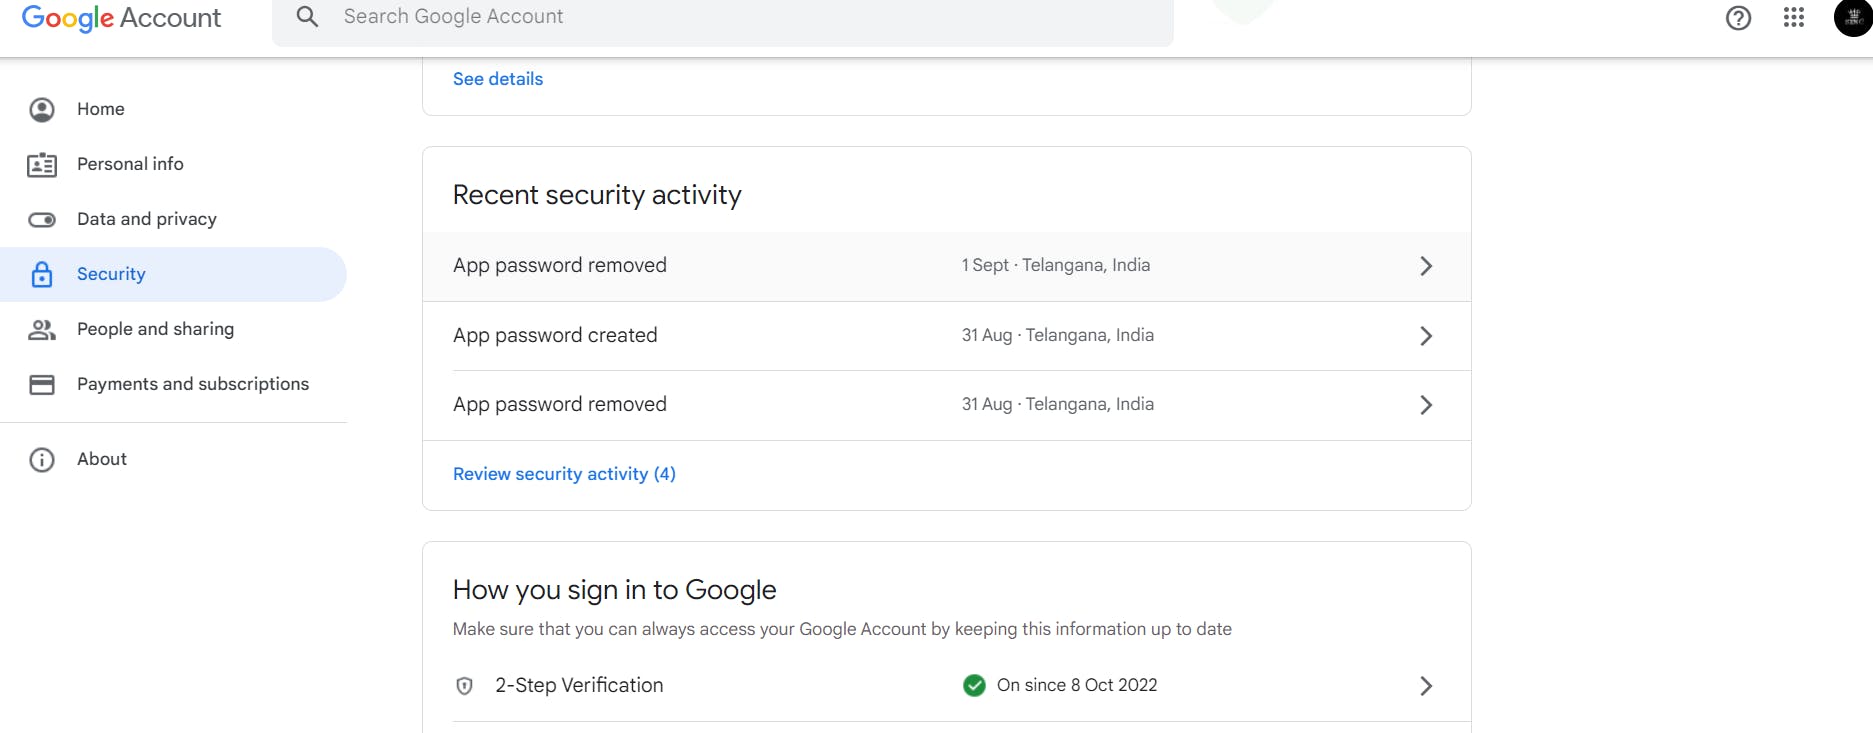 Google Account
Search Google Account
See details
Home
Personal info
Data and privacy
Security
People and sharing
Payments and subscriptions
About
Recent security activity
App password removed 1 Sept · Telangana, India
App password created 31 Aug · Telangana, India
App password removed 31 Aug · Telangana, India
Review security activity (4)
How you sign in to Google
Make sure that you can always access your Google Account by keeping this information up to date
2-Step Verification On since 8 Oct 2022